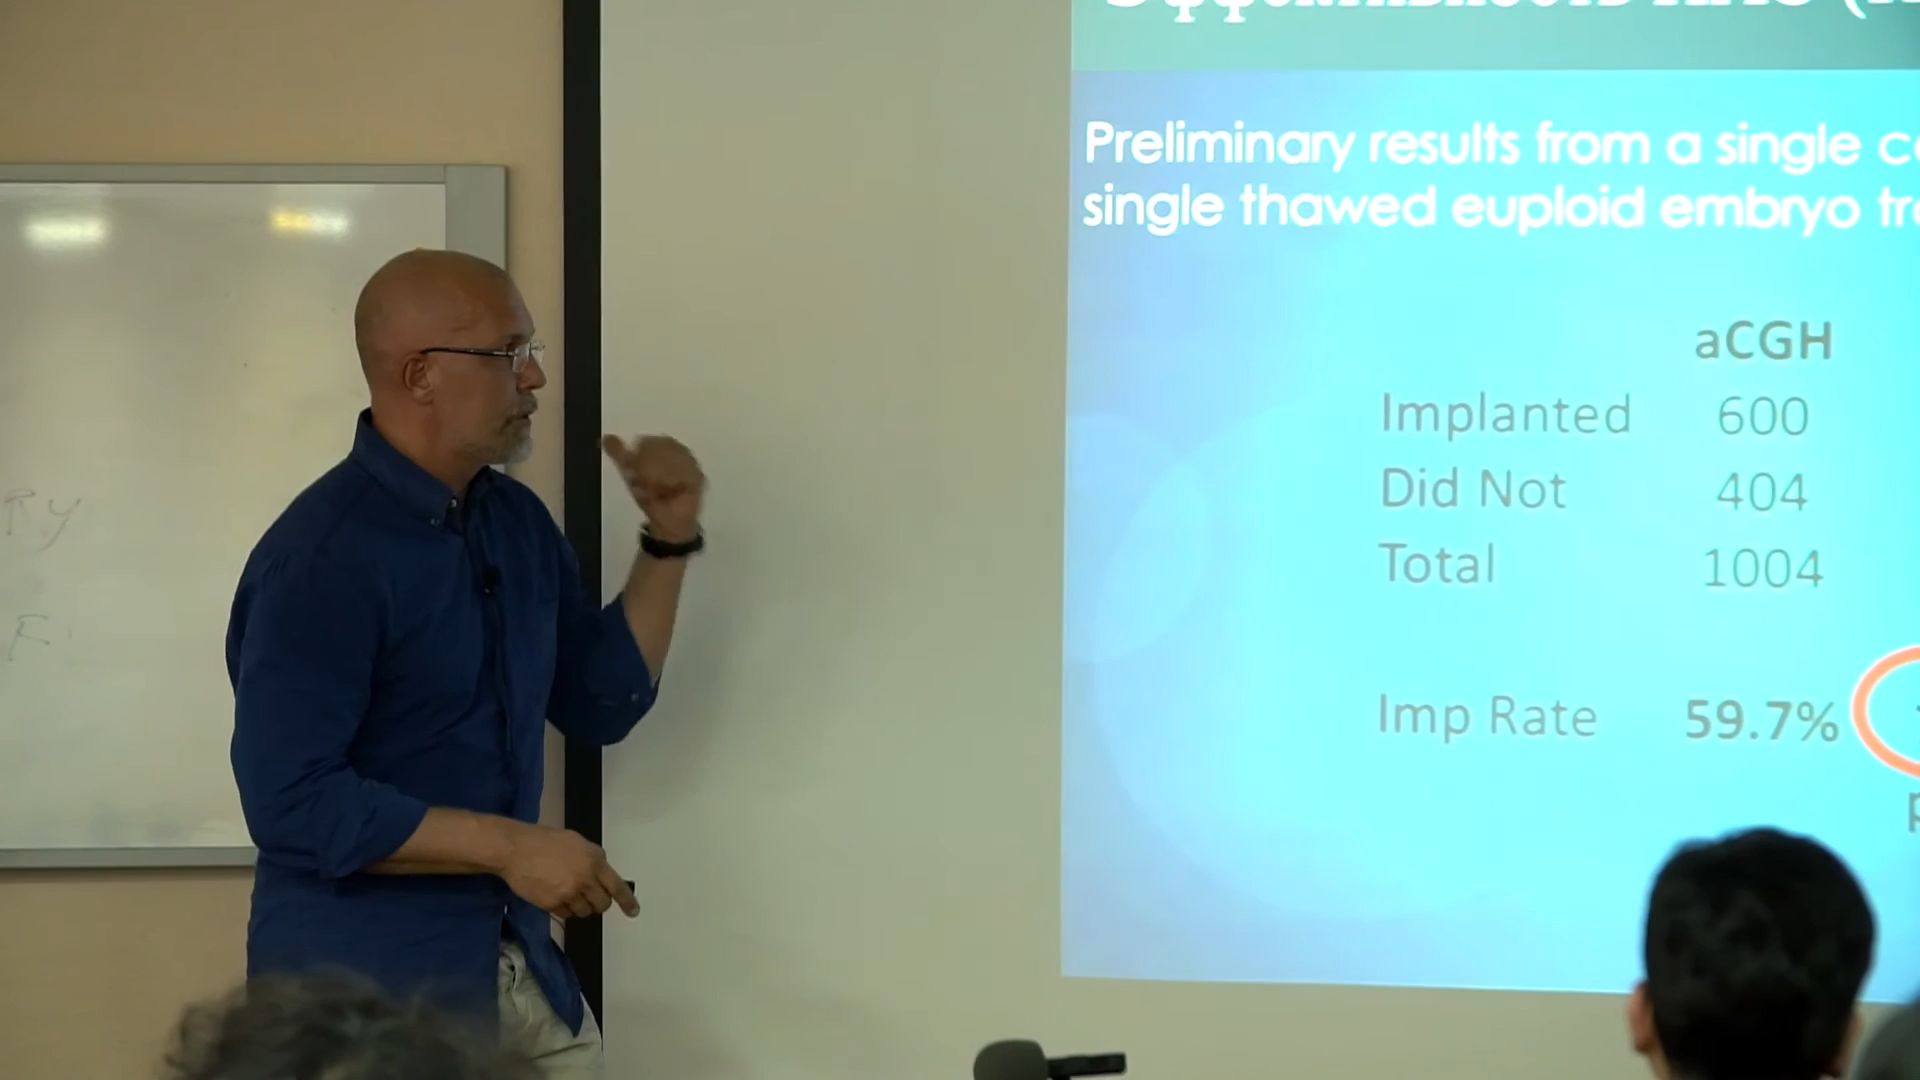 Preliminary results from a single
single thawed euploid embryo
aCGH
Implanted 600
Did Not 404
Total 1004
Imp Rate 59.7%